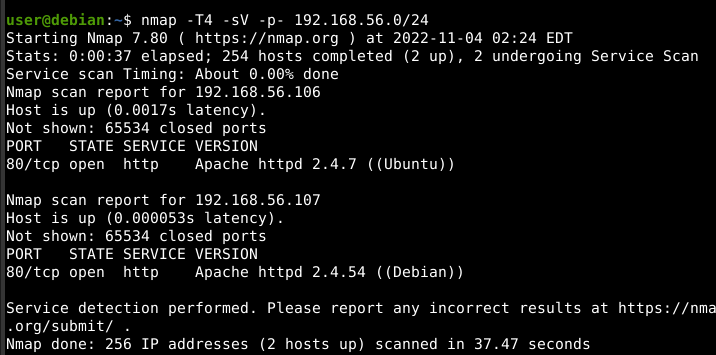 user@debian:~$ nmap -T4 -sV -p- 192.168.56.0/24
Starting Nmap 7.80 ( https://nmap.org ) at 2022-11-04 02:24 EDT
Stats: 0:00:37 elapsed; 254 hosts completed (2 up), 2 undergoing Service Scan
Service scan Timing: About 0.00% done
Nmap scan report for 192.168.56.106
Host is up (0.0017s latency).
Not shown: 65534 closed ports
PORT   STATE SERVICE VERSION
80/tcp open  http    Apache httpd 2.4.7 ((Ubuntu))

Nmap scan report for 192.168.56.107
Host is up (0.000053s latency).
Not shown: 65534 closed ports
PORT   STATE SERVICE VERSION
80/tcp open  http    Apache httpd 2.4.54 ((Debian))

Service detection performed. Please report any incorrect results at https://nma
.org/submit/ .
Nmap done: 256 IP addresses (2 hosts up) scanned in 37.47 seconds